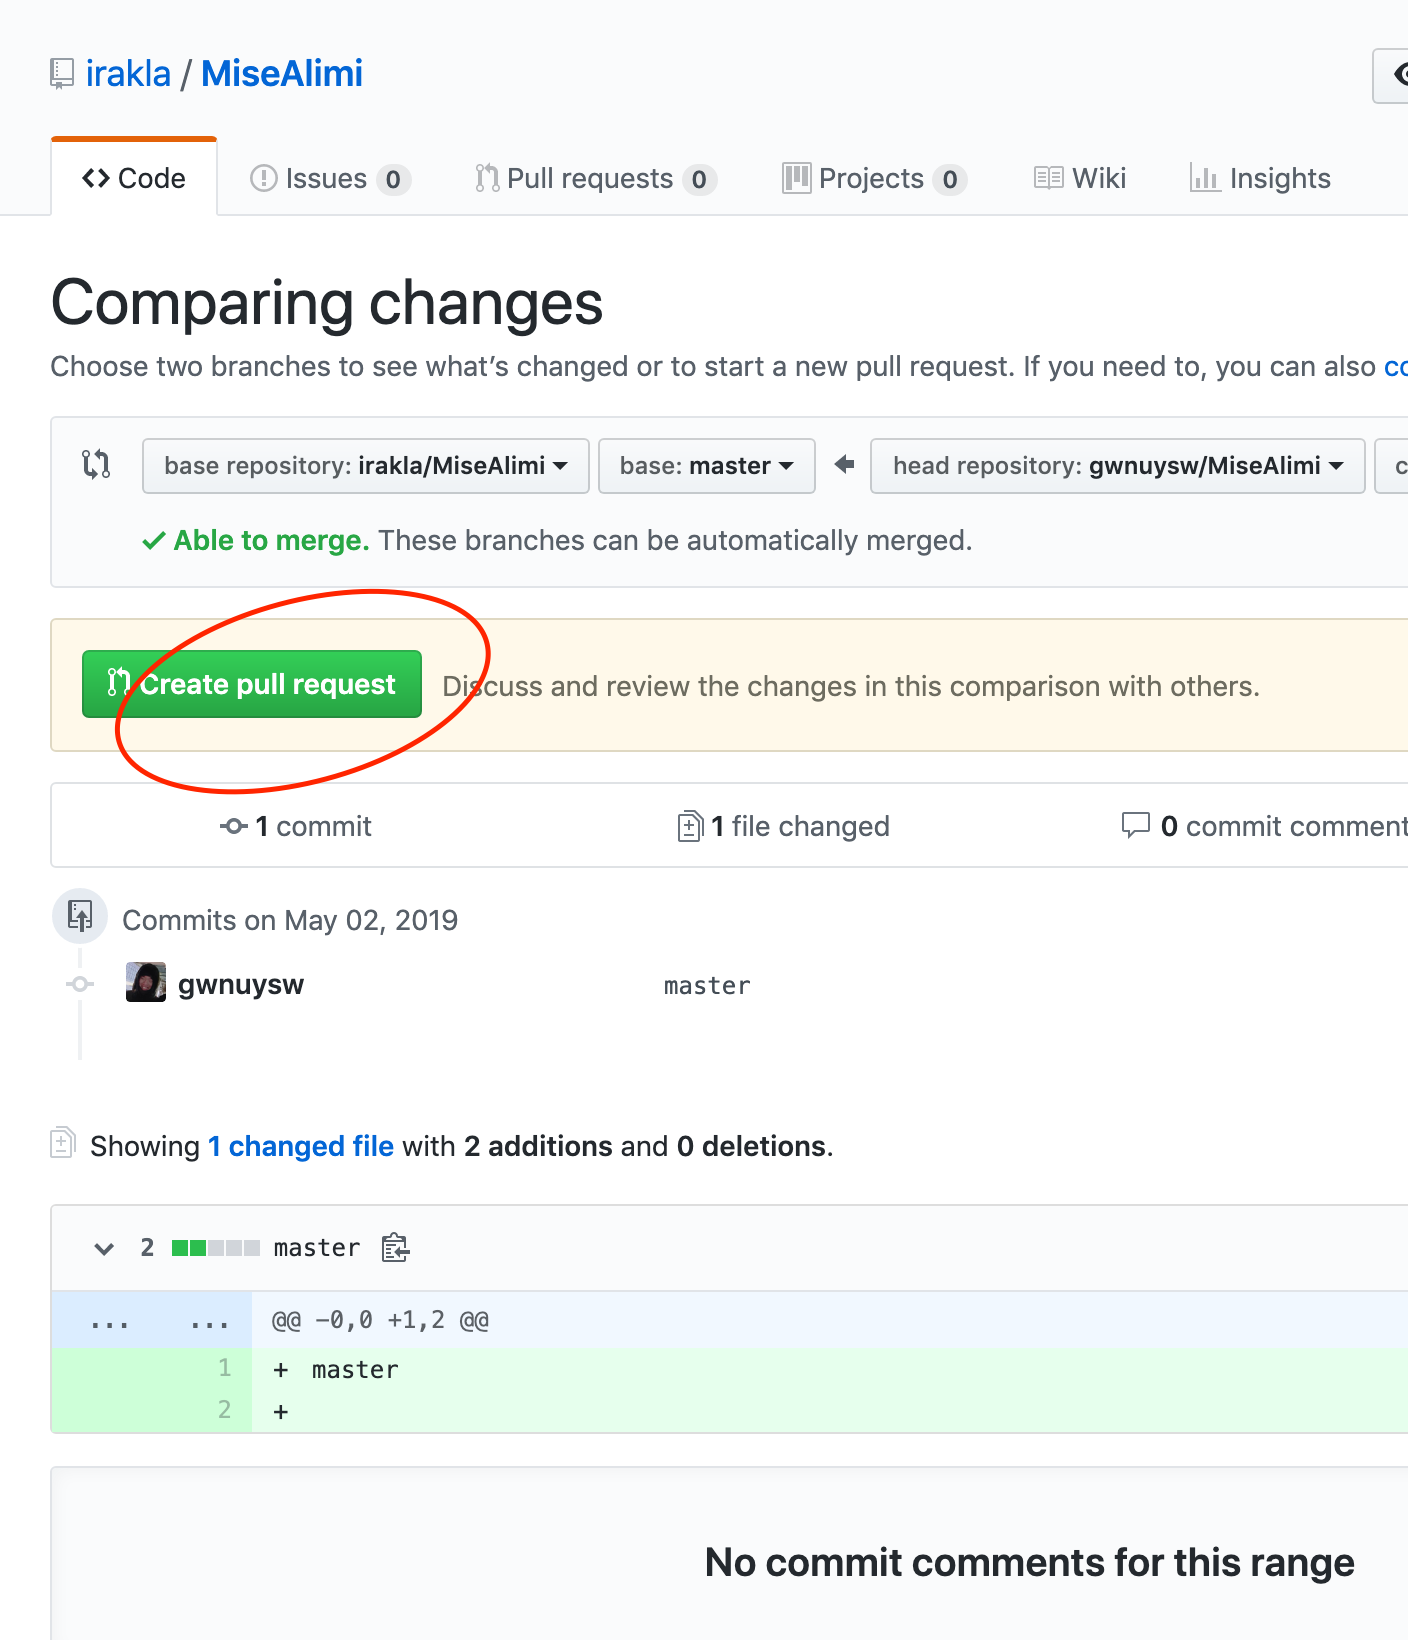 irakla / MiseAlimi
Code Issues 0 Pull requests 0 Projects 0 Wiki Insights
Comparing changes
Choose two branches to see what’s changed or to start a new pull request. If you need to, you can also
base repository: irakla/MiseAlimi base: master head repository: gwnuysw/MiseAlimi
Able to merge. These branches can be automatically merged.
Create pull request Discuss and review the changes in this comparison with others.
1 commit 1 file changed 0 commit comment
Commits on May 02, 2019
gwnuysw master
Showing 1 changed file with 2 additions and 0 deletions.
2 master
... ... @@ -0,0 +1,2 @@
1 + master
2 +
No commit comments for this range